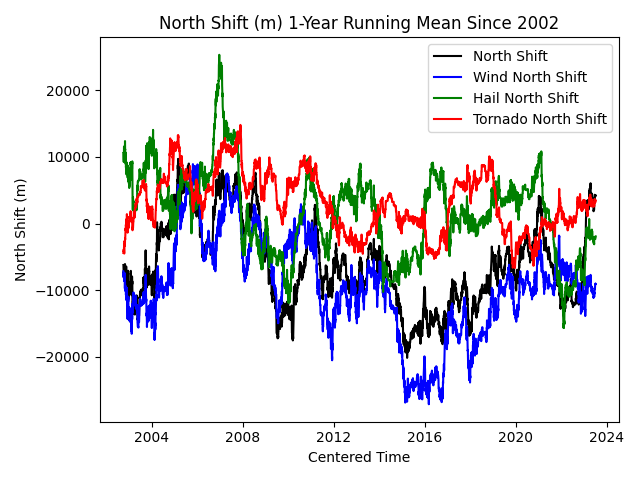 North Shift (m) 1-Year Running Mean Since 2002
North Shift
Wind North Shift
Hail North Shift
Tornado North Shift
North Shift (m)
20000
10000
0
−10000
−20000
2004 2008 2012 2016 2020 2024
Centered Time